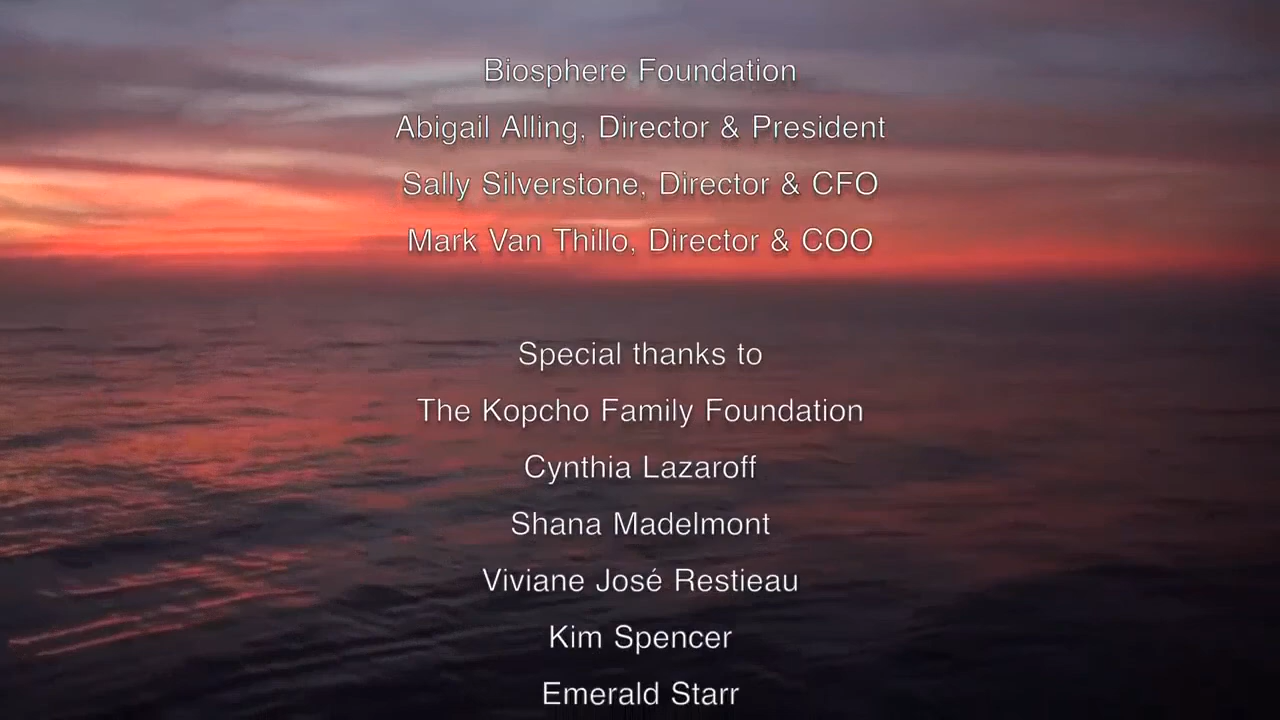 Biosphere Foundation
Abigail Alling, Director & President
Sally Silverstone, Director & CFO
Mark Van Thillo, Director & COO
Special thanks to
The Kopcho Family Foundation
Cynthia Lazaroff
Shana Madelmont
Viviane José Restieau
Kim Spencer
Emerald Starr